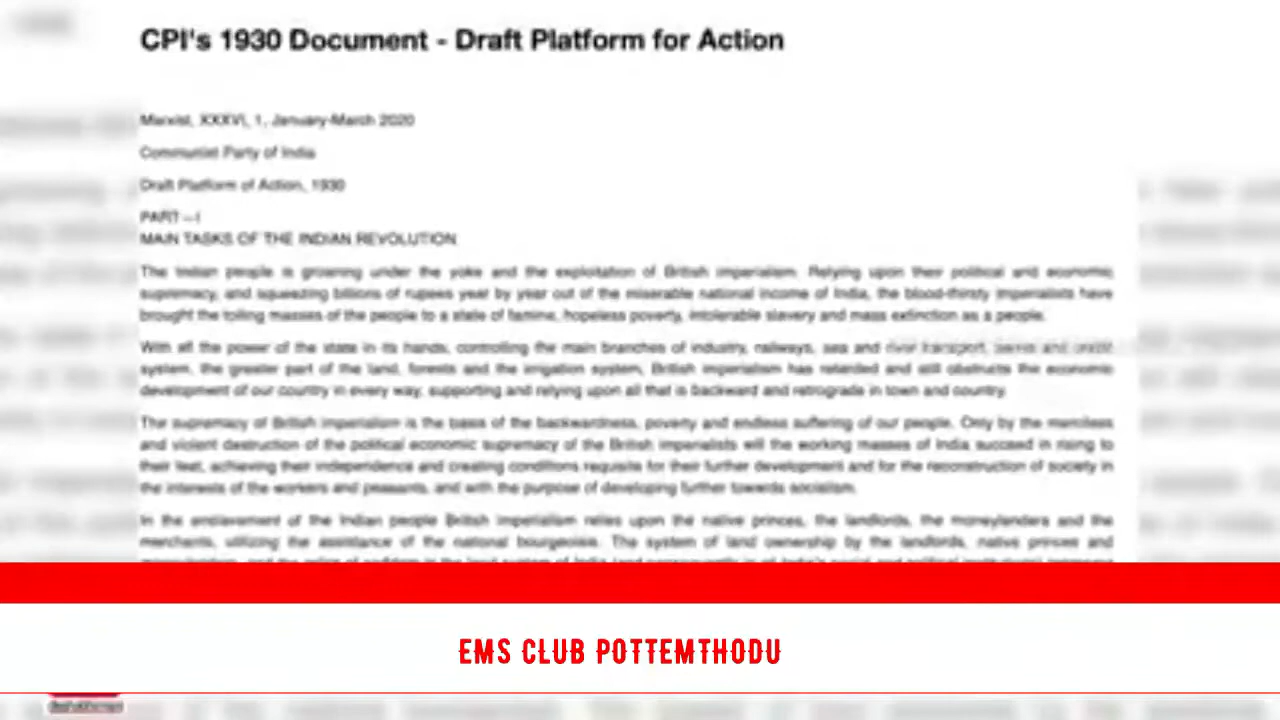 CPI's 1930 Document - Draft Platform for Action
Marxist, XXXVI, 1, January-March 2020
Communist Party of India
Draft Platform of Action, 1930
PART – I
MAIN TASKS OF THE INDIAN REVOLUTION
The Indian people is groaning under the yoke and the exploitation of British imperialism. Relying upon their political and economic
supremacy, and squeezing billions of rupees year by year out of the miserable national income of India, the blood-thirsty imperialists have
brought the toiling masses of the people to a state of famine, hopeless poverty, intolerable slavery and mass extinction as a people.
With all the power of the state in its hands, controlling the main branches of industry, railways, sea and river transport, banks and credit
system, the greater part of the land, forests and the irrigation system, British imperialism has retarded and still obstructs the economic
development of our country in every way, supporting and relying upon all that is backward and retrograde in town and country.
The supremacy of British imperialism is the basis of the backwardness, poverty and endless suffering of our people. Only by the merciless
and violent destruction of the political economic supremacy of the British imperialists will the working masses of India succeed in rising to
their feet, achieving their independence and creating conditions requisite for their further development and for the reconstruction of society in
the interests of the workers and peasants, and with the purpose of developing further towards socialism.
In the enslavement of the Indian people British imperialism relies upon the native princes, the landlords, the moneylenders and the
merchants, utilizing the assistance of the national bourgeoisie. The system of land ownership by the landlords, native princes and
EMS CLUB POTTEMTHODU